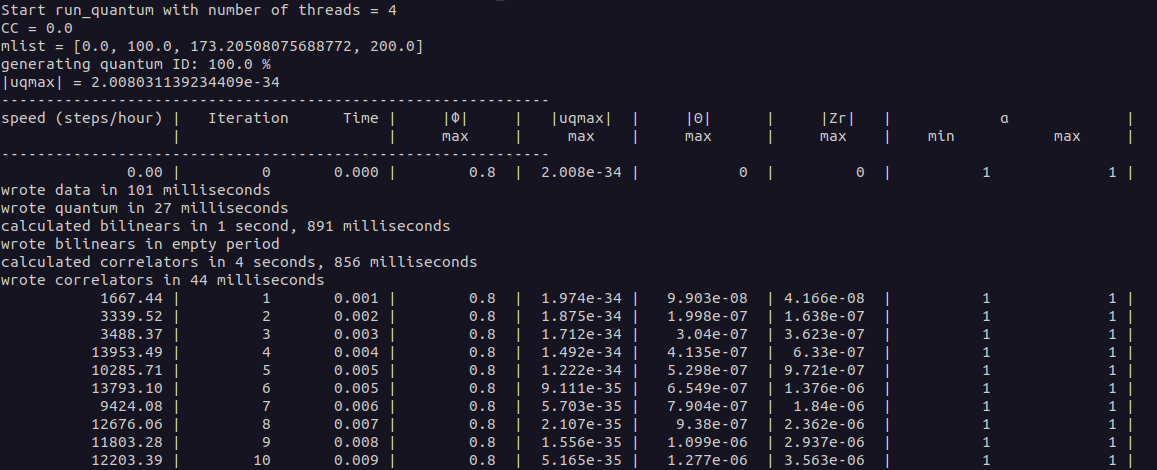 Start run_quantum with number of threads = 4
CC = 0.0
mlist = [0.0, 100.0, 173.20508075688772, 200.0]
generating quantum ID: 100.0 %
|uqmax| = 2.008031139234409e-34
-------------------------------------------------------------
speed (steps/hour) |   Iteration      Time |     |Φ|      |   |uqmax|  |     |Θ|      |     |Zr|   |            α             |
                   |                       |     max      |     max    |     max      |     max    |    min           max     |
-------------------------------------------------------------
              0.00 |         0       0.000 |        0.8  | 2.008e-34 |           0  |         0  |          1             1 |
wrote data in 101 milliseconds
wrote quantum in 27 milliseconds
calculated bilinears in 1 second, 891 milliseconds
wrote bilinears in empty period
calculated correlators in 4 seconds, 856 milliseconds
wrote correlators in 44 milliseconds
          1667.44 |         1       0.001 |        0.8  | 1.974e-34 |   9.903e-08  | 4.166e-08  |          1             1 |
          3339.52 |         2       0.002 |        0.8  | 1.875e-34 |   1.998e-07  | 1.638e-07  |          1             1 |
          3488.37 |         3       0.003 |        0.8  | 1.712e-34 |    3.04e-07  | 3.623e-07  |          1             1 |
         13953.49 |         4       0.004 |        0.8  | 1.492e-34 |   4.135e-07  |  6.33e-07  |          1             1 |
         10285.71 |         5       0.005 |        0.8  | 1.222e-34 |   5.298e-07  | 9.721e-07  |          1             1 |
         13793.10 |         6       0.006 |        0.8  | 9.111e-35 |   6.549e-07  | 1.376e-06  |          1             1 |
          9424.08 |         7       0.006 |        0.8  | 5.703e-35 |   7.904e-07  |  1.84e-06  |          1             1 |
         12676.06 |         8       0.007 |        0.8  | 2.107e-35 |    9.38e-07  | 2.362e-06  |          1             1 |
         11803.28 |         9       0.008 |        0.8  | 1.556e-35 |   1.099e-06  | 2.937e-06  |          1             1 |
         12203.39 |        10       0.009 |        0.8  | 5.165e-35 |   1.277e-06  | 3.563e-06  |          1             1 |